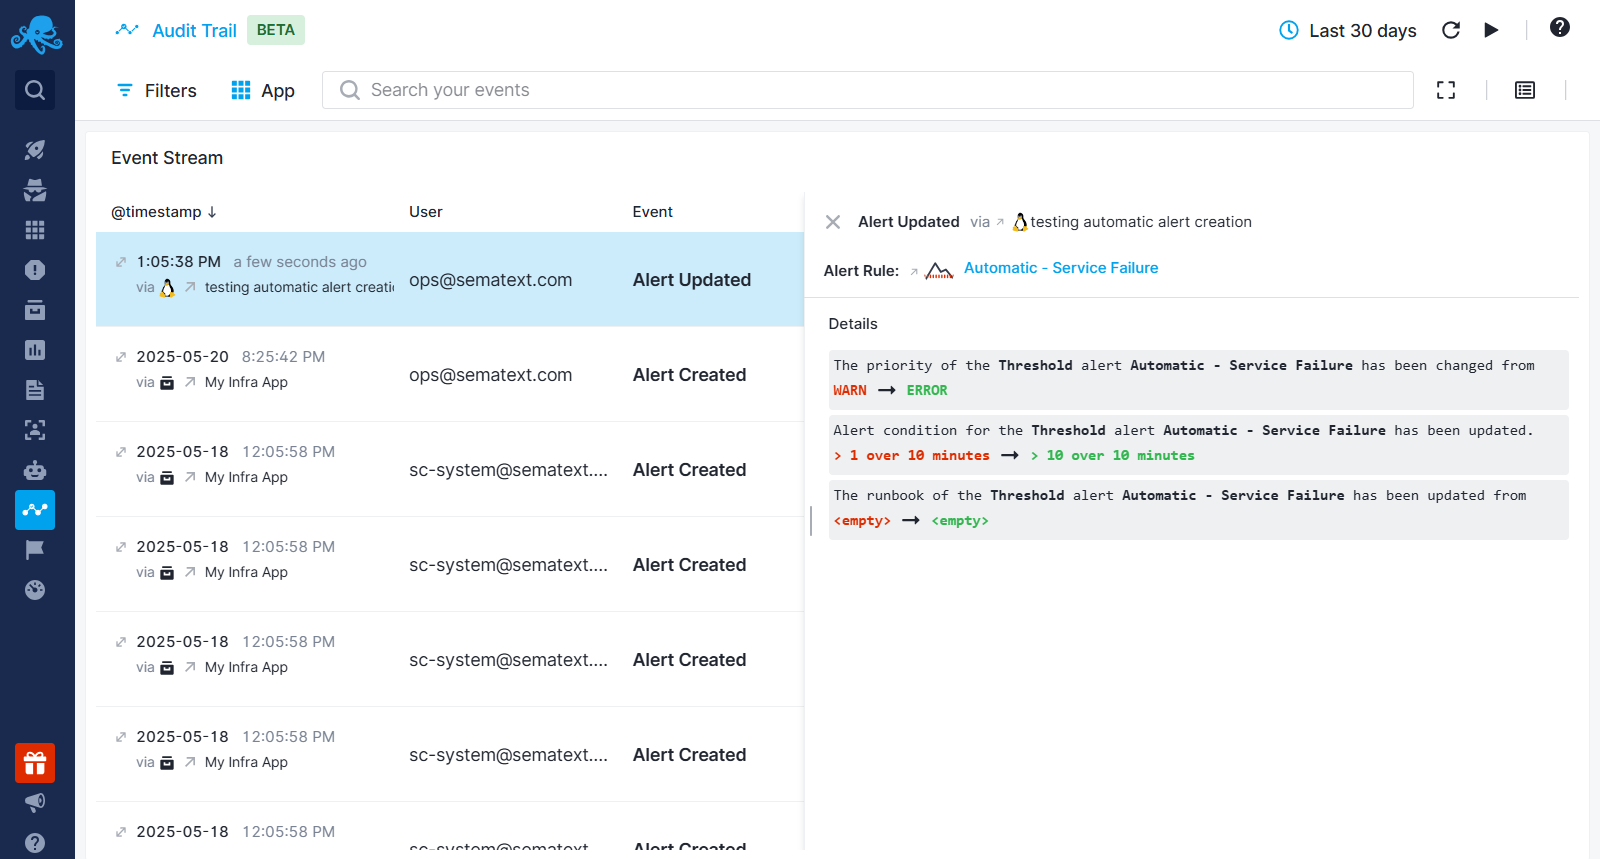 Audit Trail BETA
Last 30 days
Filters App Search your events
Event Stream
@timestamp ↓ User Event
1:05:38 PM a few seconds ago
via testing automatic alert creati
ops@sematext.com
Alert Updated
2025-05-20 8:25:42 PM
via My Infra App
ops@sematext.com
Alert Created
2025-05-18 12:05:58 PM
via My Infra App
sc-system@sematext....
Alert Created
2025-05-18 12:05:58 PM
via My Infra App
sc-system@sematext....
Alert Created
2025-05-18 12:05:58 PM
via My Infra App
sc-system@sematext....
Alert Created
2025-05-18 12:05:58 PM
via My Infra App
sc-system@sematext....
Alert Created
2025-05-18 12:05:58 PM
sc-system@sematext....
Alert Created
Alert Updated via testing automatic alert creation
Alert Rule: Automatic - Service Failure
Details
The priority of the Threshold alert Automatic - Service Failure has been changed from
WARN → ERROR
Alert condition for the Threshold alert Automatic - Service Failure has been updated.
> 1 over 10 minutes → > 10 over 10 minutes
The runbook of the Threshold alert Automatic - Service Failure has been updated from
<empty> → <empty>